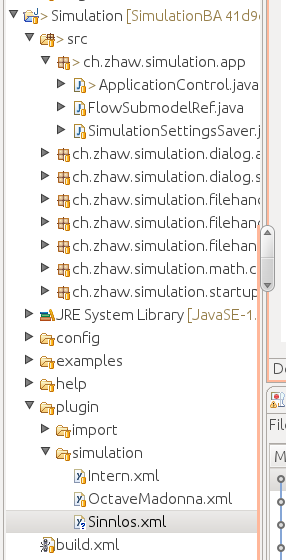 > Simulation [SimulationBA 41d9
> src
> ch.zhaw.simulation.app
> ApplicationControl.java
FlowSubmodelRef.java
SimulationSettingsSaver.j
ch.zhaw.simulation.dialog.a
ch.zhaw.simulation.dialog.s
ch.zhaw.simulation.filehan
ch.zhaw.simulation.filehan
ch.zhaw.simulation.filehan
ch.zhaw.simulation.math.c
ch.zhaw.simulation.startup
JRE System Library [JavaSE-1.
config
examples
help
plugin
import
simulation
Intern.xml
OctaveMadonna.xml
Sinnlos.xml
build.xml
De
File
M